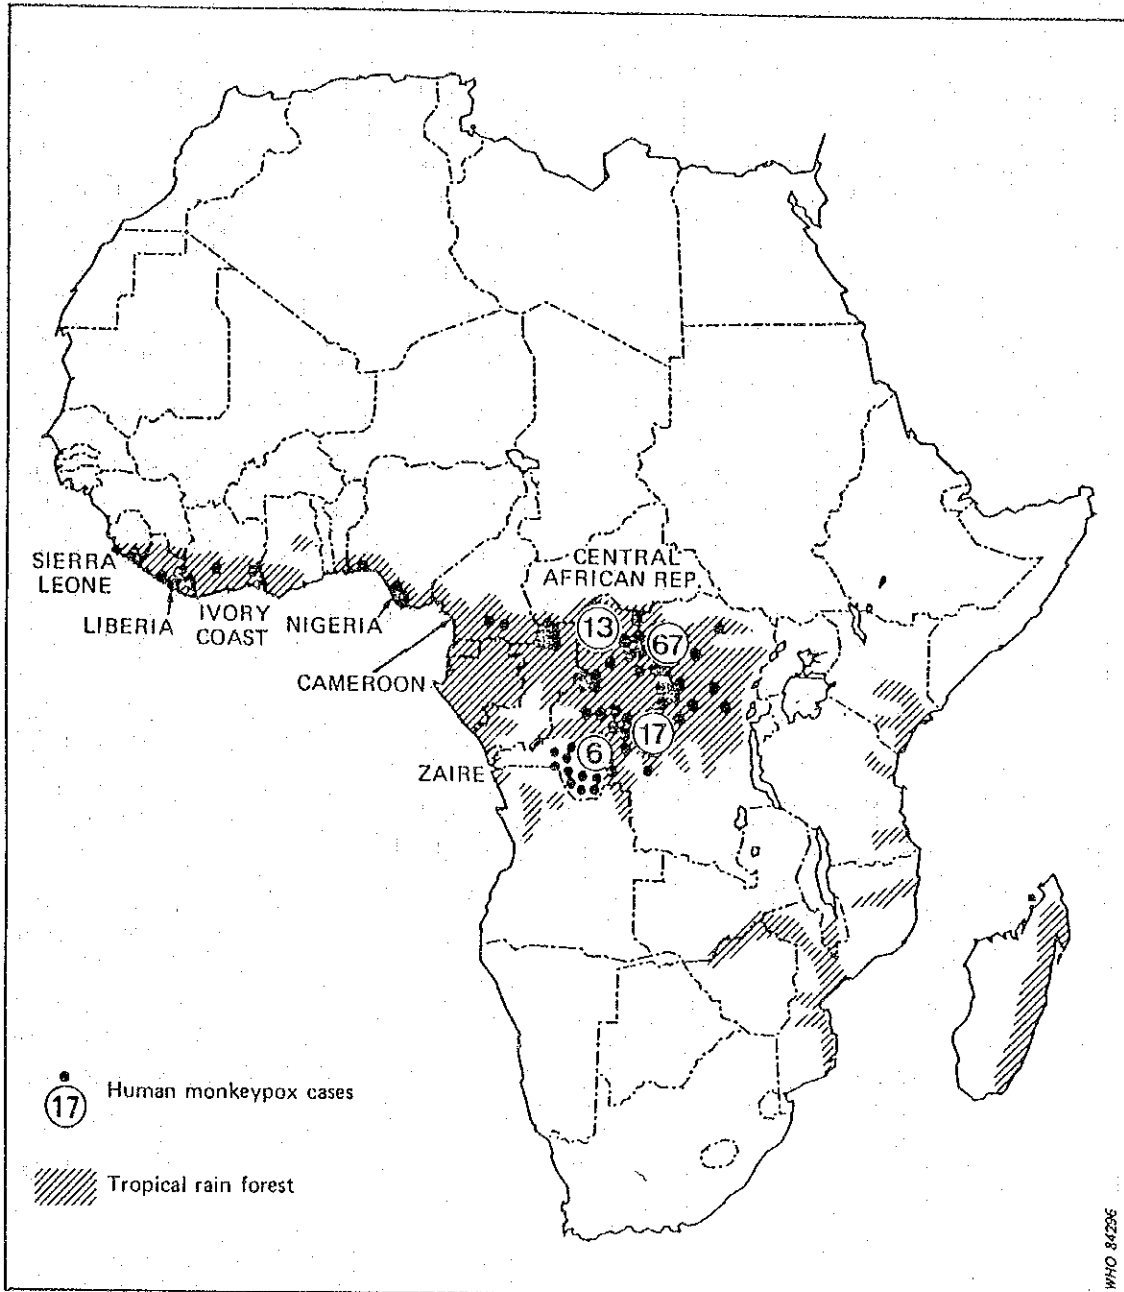 SIERRA
LEONE
LIBERIA
IVORY
COAST
NIGERIA
CAMEROON
CENTRAL
AFRICAN REP.
13
67
17
6
ZAIRE
17
Human monkeypox cases
Tropical rain forest
WHO 84296